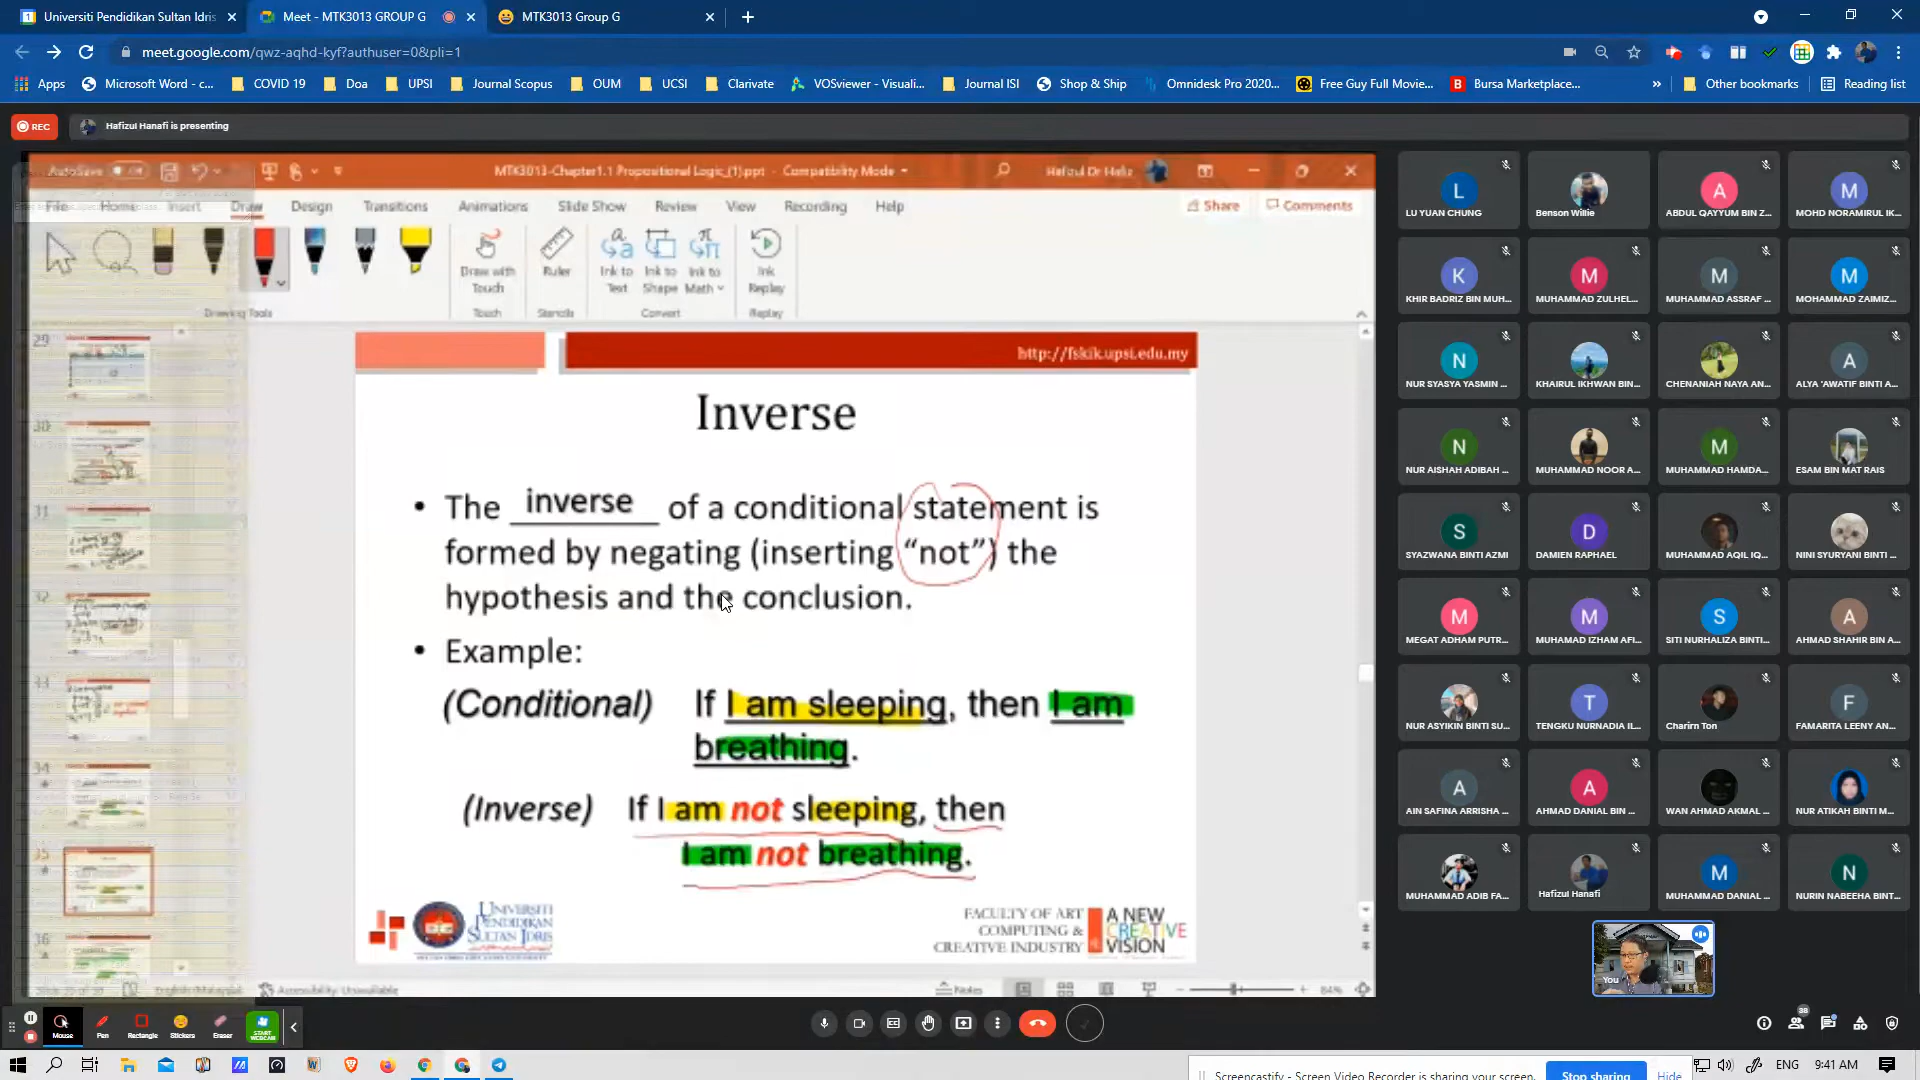 Universiti Pendidikan Sultan Idris
Meet - MTK3013 GROUP G
MTK3013 Group G
meet.google.com/qwz-aqhd-kyf?authuser=0&pli=1
Apps
Microsoft Word - c...
COVID 19
Doa
UPSI
Journal Scopus
OUM
UCSI
Clarivate
VOSviewer - Visuali...
Journal ISI
Shop & Ship
Omnidesk Pro 2020...
Free Guy Full Movie...
Bursa Marketplace...
»
Other bookmarks
Reading list
REC
Hafizul Hanafi is presenting
AutoSave
MTK3013-Chapter1.1 Propositional Logic_(1).ppt - Compatibility Mode
File
Home
Insert
Draw
Design
Transitions
Animations
Slide Show
Review
View
Recording
Help
Share
Comments
Draw with
Touch
Ruler
Ink to
Text
Ink to
Shape
Ink to
Math
Ink
Replay
Drawing Tools
Touch
Stencils
Convert
Replay
29
30
31
32
33
34
35
36
http://fskik.upsi.edu.my
Inverse
• The inverse of a conditional statement is
formed by negating (inserting “not”) the
hypothesis and the conclusion.
• Example:
(Conditional) If I am sleeping, then I am
breathing.
(Inverse) If I am not sleeping, then
I am not breathing.
UNIVERSITI
PENDIDIKAN
SULTAN IDRIS
FACULTY OF ART
COMPUTING &
CREATIVE INDUSTRY
A NEW
CREATIVE
VISION
Accessibility: Unavailable
Notes
84%
L
LU YUAN CHUNG
Benson Willie
A
ABDUL QAYYUM BIN Z...
M
MOHD NORAMIRUL IK...
K
KHIR BADRIZ BIN MUH...
M
MUHAMMAD ZULHEL...
M
MUHAMMAD ASSRAF ...
M
MOHAMMAD ZAIMIZ...
N
NUR SYASYA YASMIN ...
KHAIRUL IKHWAN BIN...
CHENANIAH NAYA AN...
A
ALYA 'AWATIF BINTI A...
N
NUR AISHAH ADIBAH ...
MUHAMMAD NOOR A...
M
MUHAMMAD HAMDA...
ESAM BIN MAT RAIS
S
SYAZWANA BINTI AZMI
D
DAMIEN RAPHAEL
MUHAMMAD AQIL IQ...
NINI SYURYANI BINTI ...
M
MEGAT ADHAM PUTR...
M
MUHAMAD IZHAM AFI...
S
SITI NURHALIZA BINTI...
A
AHMAD SHAHIR BIN A...
NUR ASYIKIN BINTI SU...
T
TENGKU NURNADIA IL...
Charirn Ton
F
FAMARITA LEENY AN...
A
AIN SAFINA ARRISHA ...
A
AHMAD DANIAL BIN ...
WAN AHMAD AKMAL ...
NUR ATIKAH BINTI M...
MUHAMMAD ADIB FA...
Hafizul Hanafi
M
MUHAMMAD DANIAL ...
N
NURIN NABEEHA BINT...
You
Mouse
Pen
Rectangle
Stickers
Eraser
START
WEBCAM
38
Screencastify - Screen Video Recorder is sharing your screen.
Stop sharing
Hide
ENG
9:41 AM